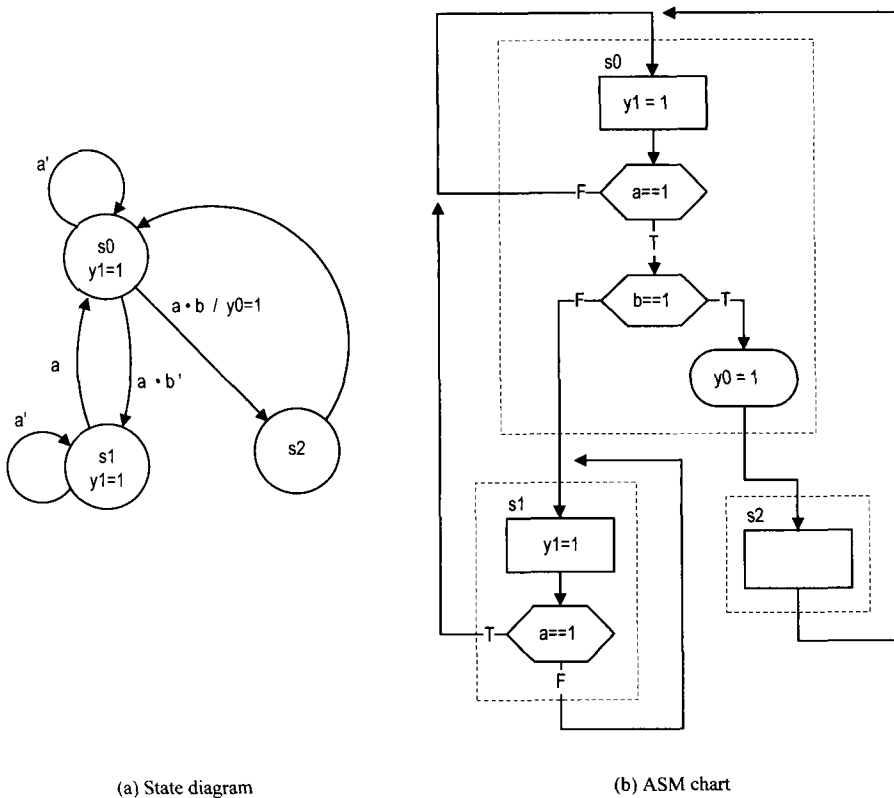 a'
s0
y1=1
a • b / y0=1
a
a • b'
a'
s1
y1=1
s2
(a) State diagram
s0
y1 = 1
F
a==1
T
F
b==1
T
y0 = 1
s1
y1=1
T
a==1
F
s2
(b) ASM chart